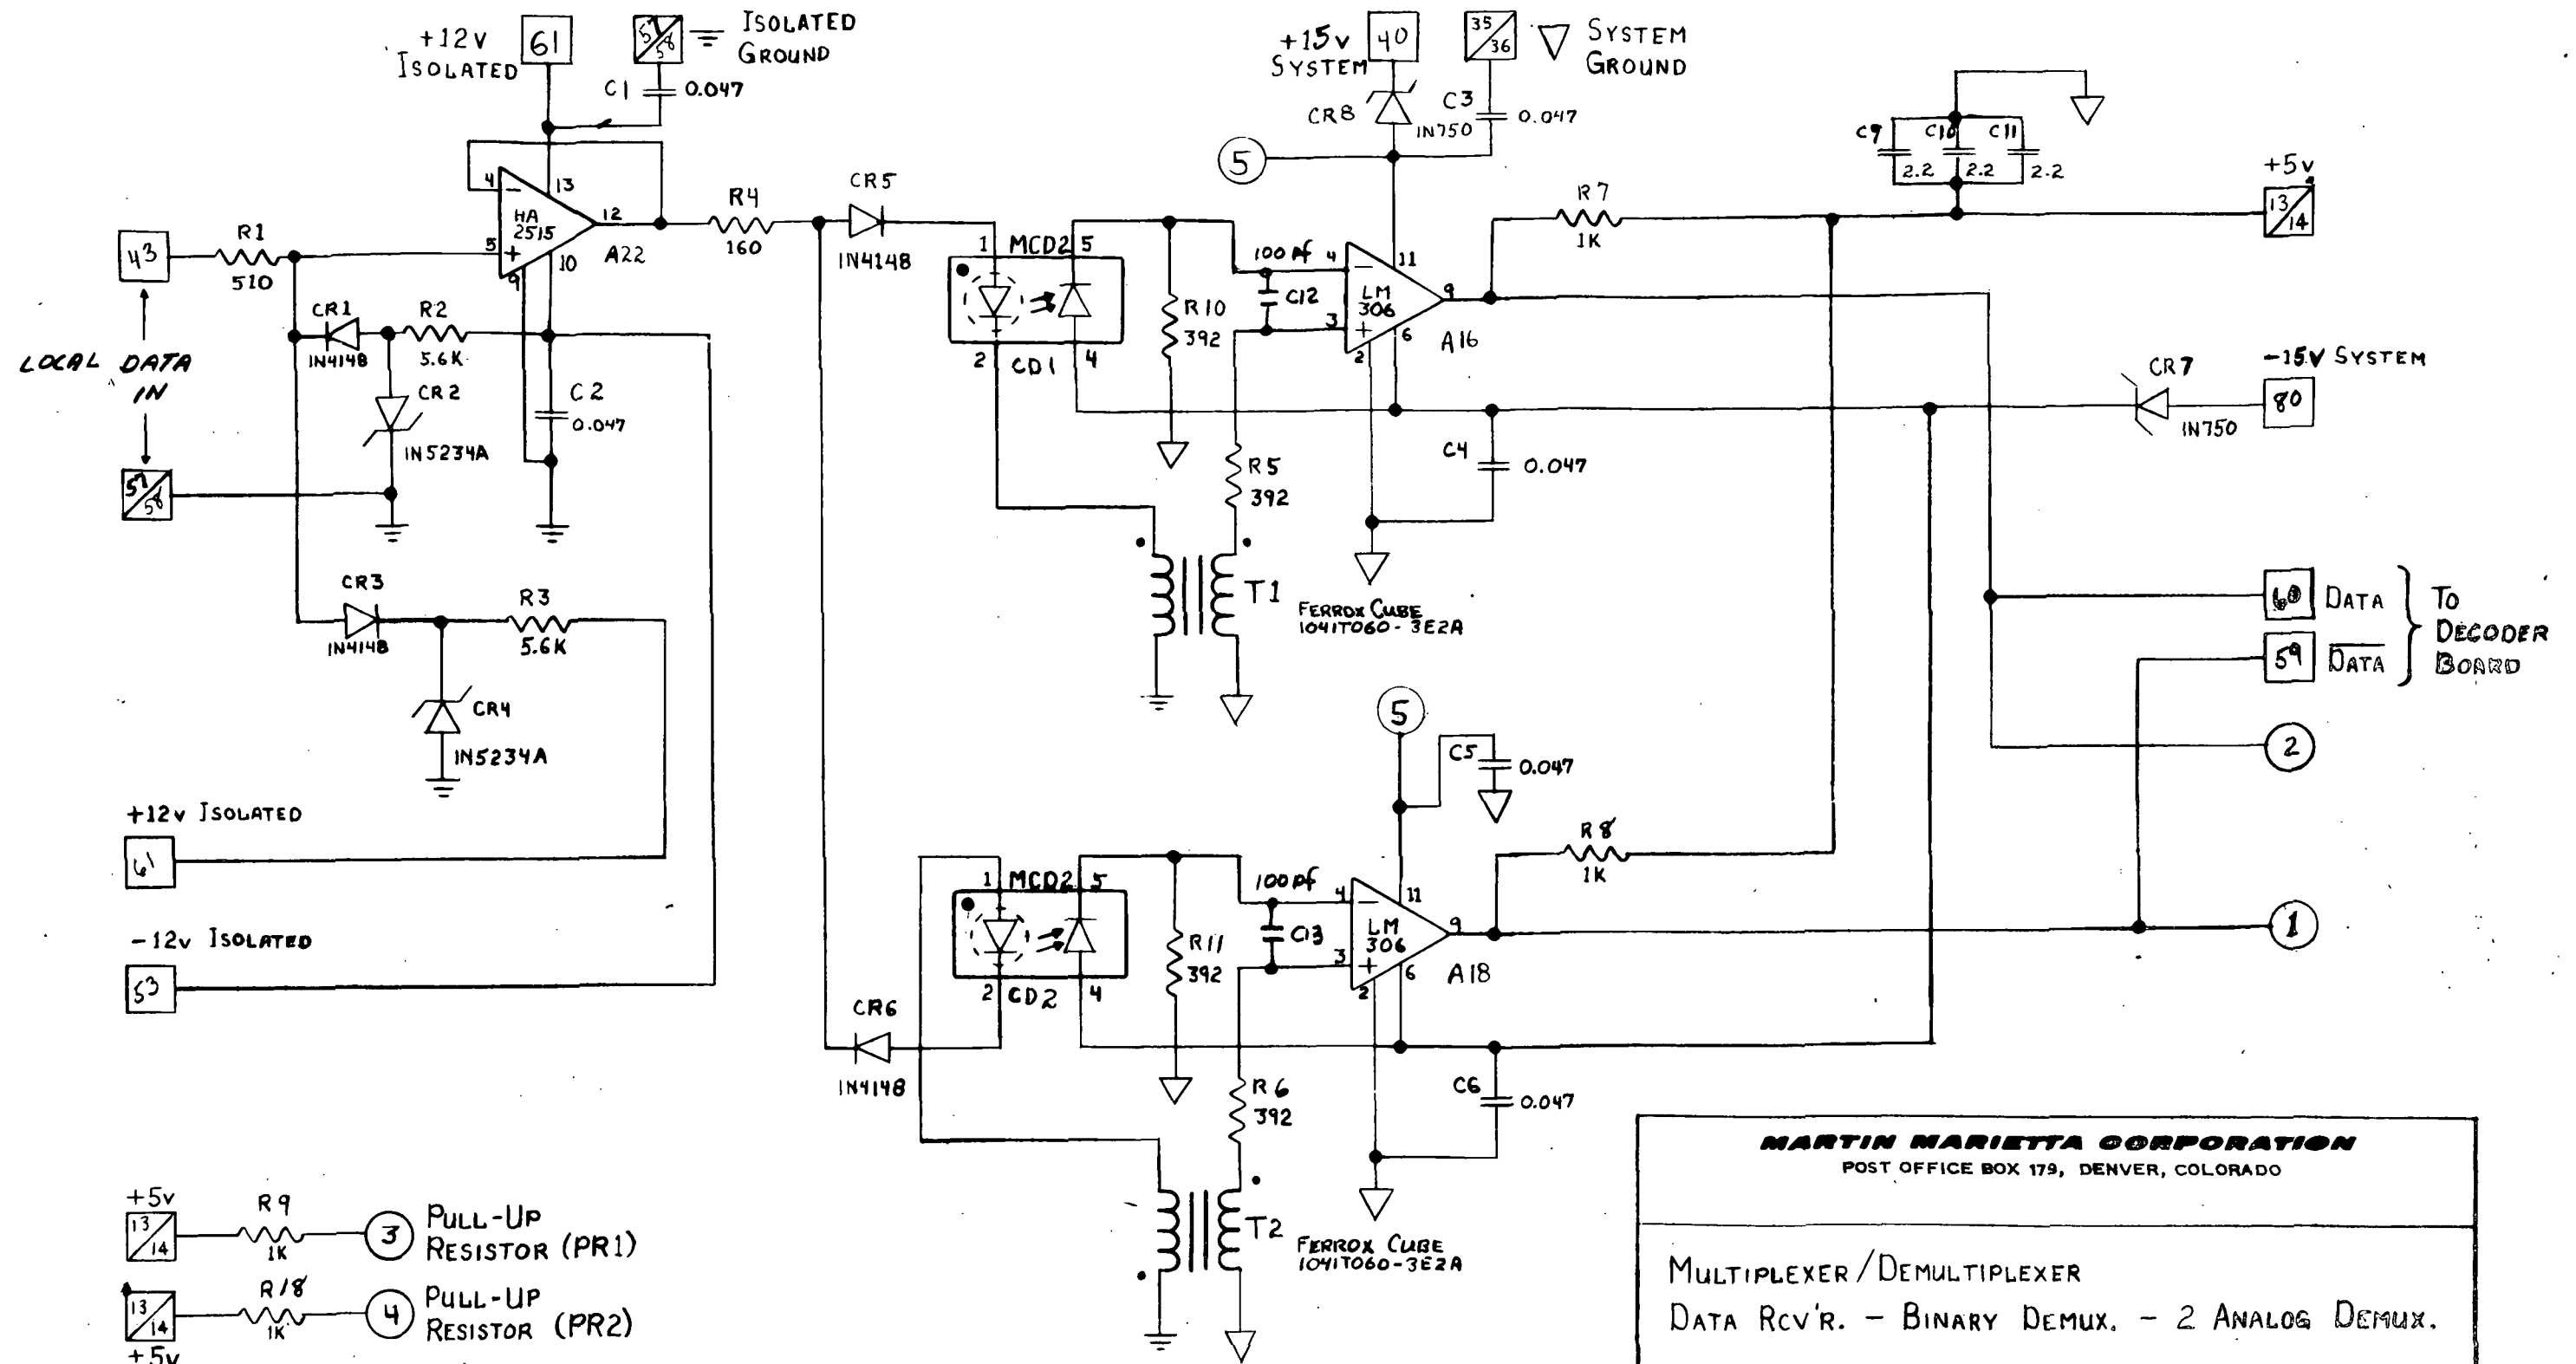 +12v
ISOLATED
61
57
58
ISOLATED
GROUND
C1
0.047
+15v
SYSTEM
40
35
36
SYSTEM
GROUND
CR8
1N750
C3
0.047
5
C9
C10
C11
2.2
2.2
2.2
+5v
13
14
4
-
13
HA
2515
12
5
+
9
10
A22
43
R1
510
R4
160
CR5
1N4148
1
MCD2
5
2
CD1
4
R10
392
100 pf
C12
4
-
11
LM
306
9
3
+
2
6
A16
R7
1K
LOCAL DATA
IN
CR1
1N4148
R2
5.6K
CR2
1N5234A
C2
0.047
57
58
R5
392
C4
0.047
CR7
1N750
-15V SYSTEM
80
CR3
1N4148
R3
5.6K
CR4
1N5234A
T1
FERROX CUBE
1041T060-3E2A
60
DATA
59
DATA
TO
DECODER
BOARD
2
5
C5
0.047
+12v ISOLATED
61
-12v ISOLATED
53
1
MCD2
5
2
CD2
4
R11
392
100 pf
C13
4
-
11
LM
306
9
3
+
2
6
A18
R8
1K
1
CR6
1N4148
R6
392
C6
0.047
T2
FERROX CUBE
1041T060-3E2A
+5v
13
14
R9
1K
3
PULL-UP
RESISTOR (PR1)
13
14
+5v
R18
1K
4
PULL-UP
RESISTOR (PR2)
MARTIN MARIETTA CORPORATION
POST OFFICE BOX 179, DENVER, COLORADO
MULTIPLEXER/DEMULTIPLEXER
DATA RCV'R. - BINARY DEMUX. - 2 ANALOG DEMUX.